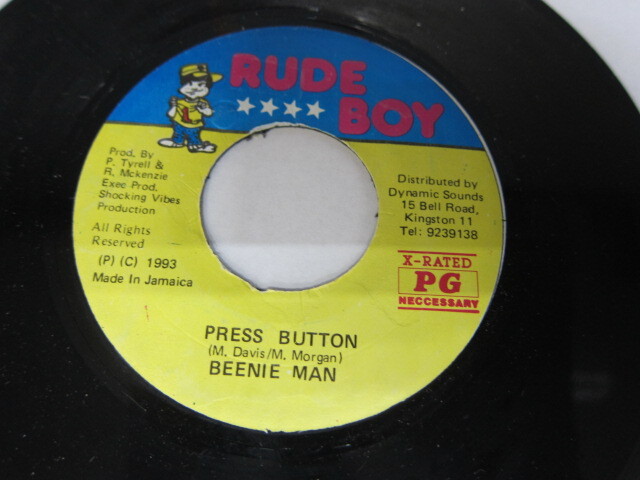 RUDE
BOY
Prod. By
P. Tyrell &
R. Mckenzie
Exec Prod.
Shocking Vibes
Production
All Rights
Reserved
(P) (C) 1993
Made In Jamaica
Distributed by
Dynamic Sounds
15 Bell Road,
Kingston 11
Tel: 9239138
X-RATED
PG
NECCESSARY
PRESS BUTTON
(M. Davis/M. Morgan)
BEENIE MAN